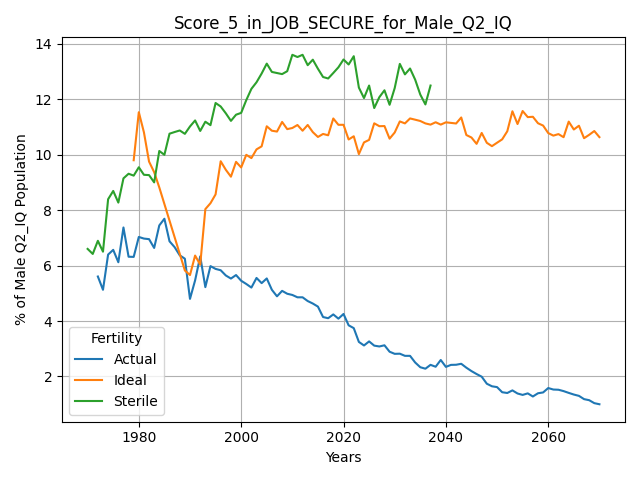 Score_5_in_JOB_SECURE_for_Male_Q2_IQ
% of Male Q2_IQ Population
14
12
10
8
6
4
2
Fertility
Actual
Ideal
Sterile
1980
2000
2020
2040
2060
Years